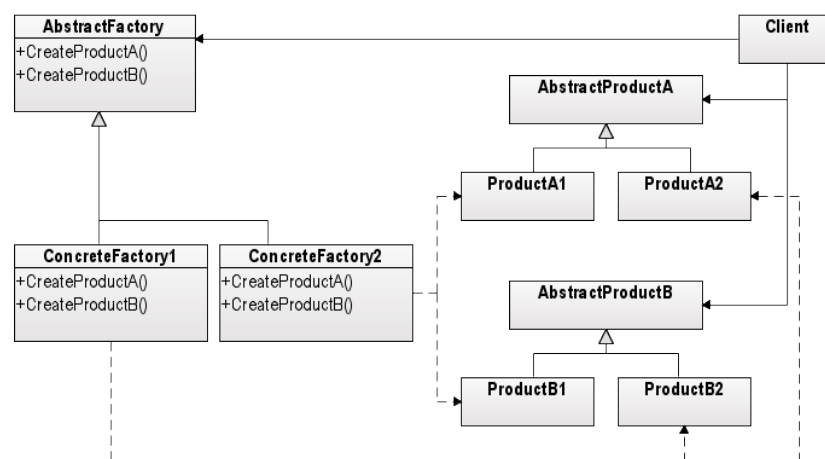 AbstractFactory
+CreateProductA()
+CreateProductB()
Client
AbstractProductA
ProductA1
ProductA2
ConcreteFactory1
+CreateProductA()
+CreateProductB()
ConcreteFactory2
+CreateProductA()
+CreateProductB()
AbstractProductB
ProductB1
ProductB2